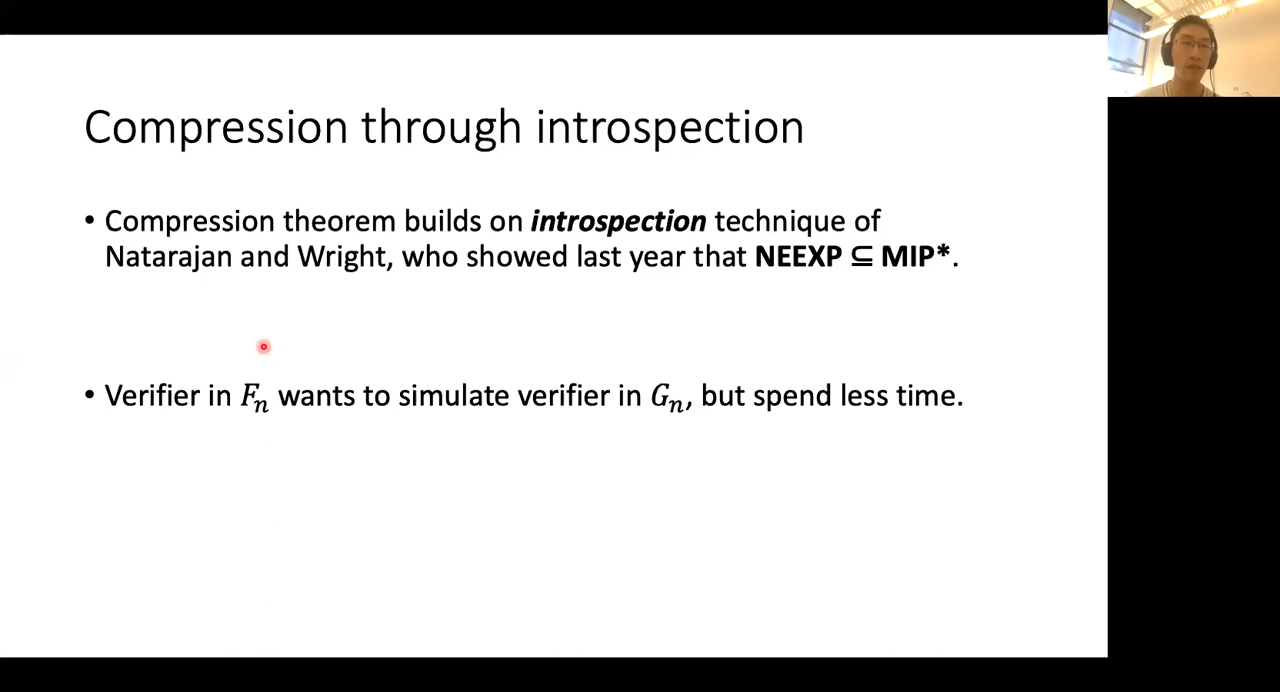 Compression through introspection
• Compression theorem builds on introspection technique of
Natarajan and Wright, who showed last year that NEEXP ⊆ MIP*.
• Verifier in Fₙ wants to simulate verifier in Gₙ, but spend less time.